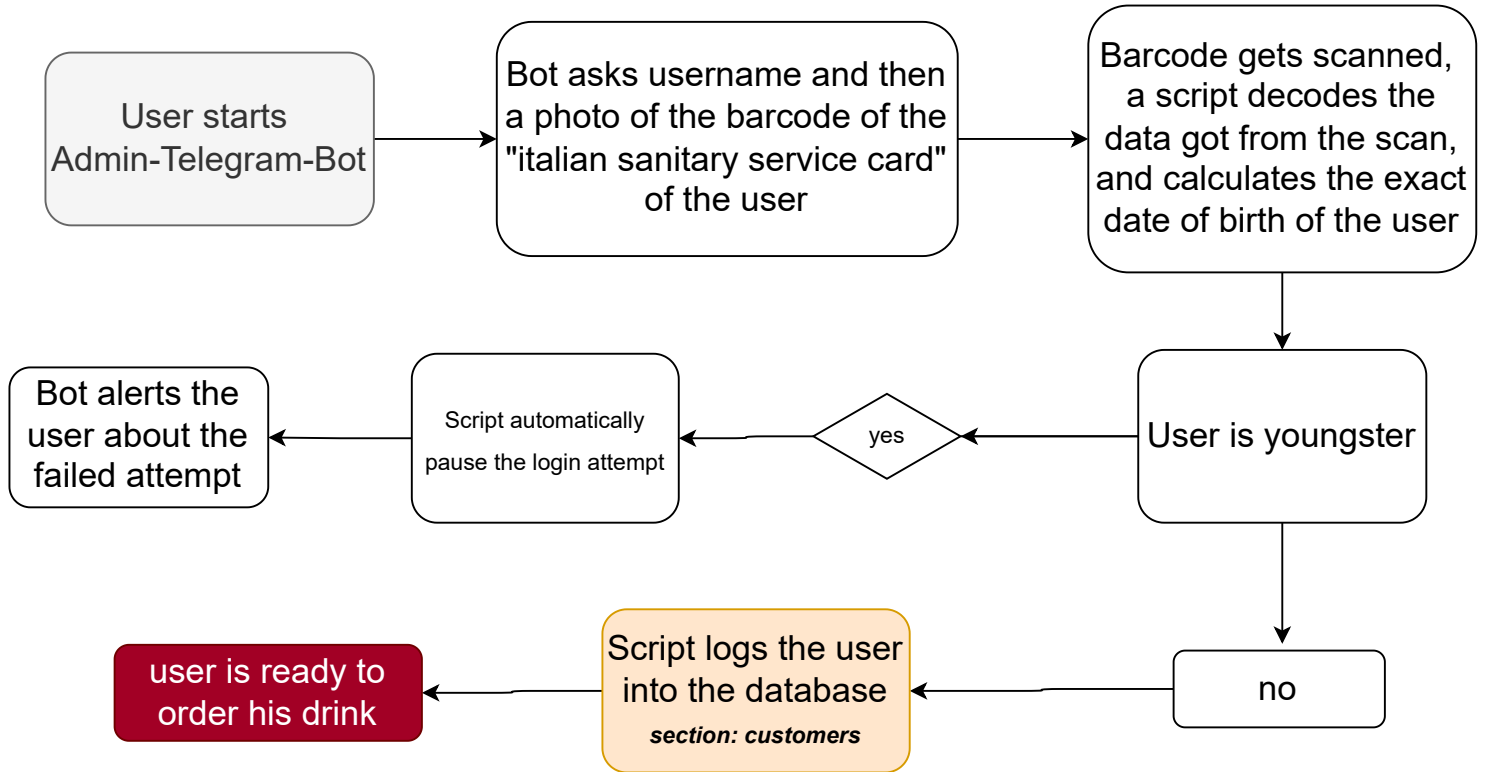 User starts
Admin-Telegram-Bot
Bot asks username and then
a photo of the barcode of the
"italian sanitary service card"
of the user
Barcode gets scanned,
a script decodes the
data got from the scan,
and calculates the exact
date of birth of the user
User is youngster
yes
Script automatically
pause the login attempt
Bot alerts the
user about the
failed attempt
no
Script logs the user
into the database
section: customers
user is ready to
order his drink